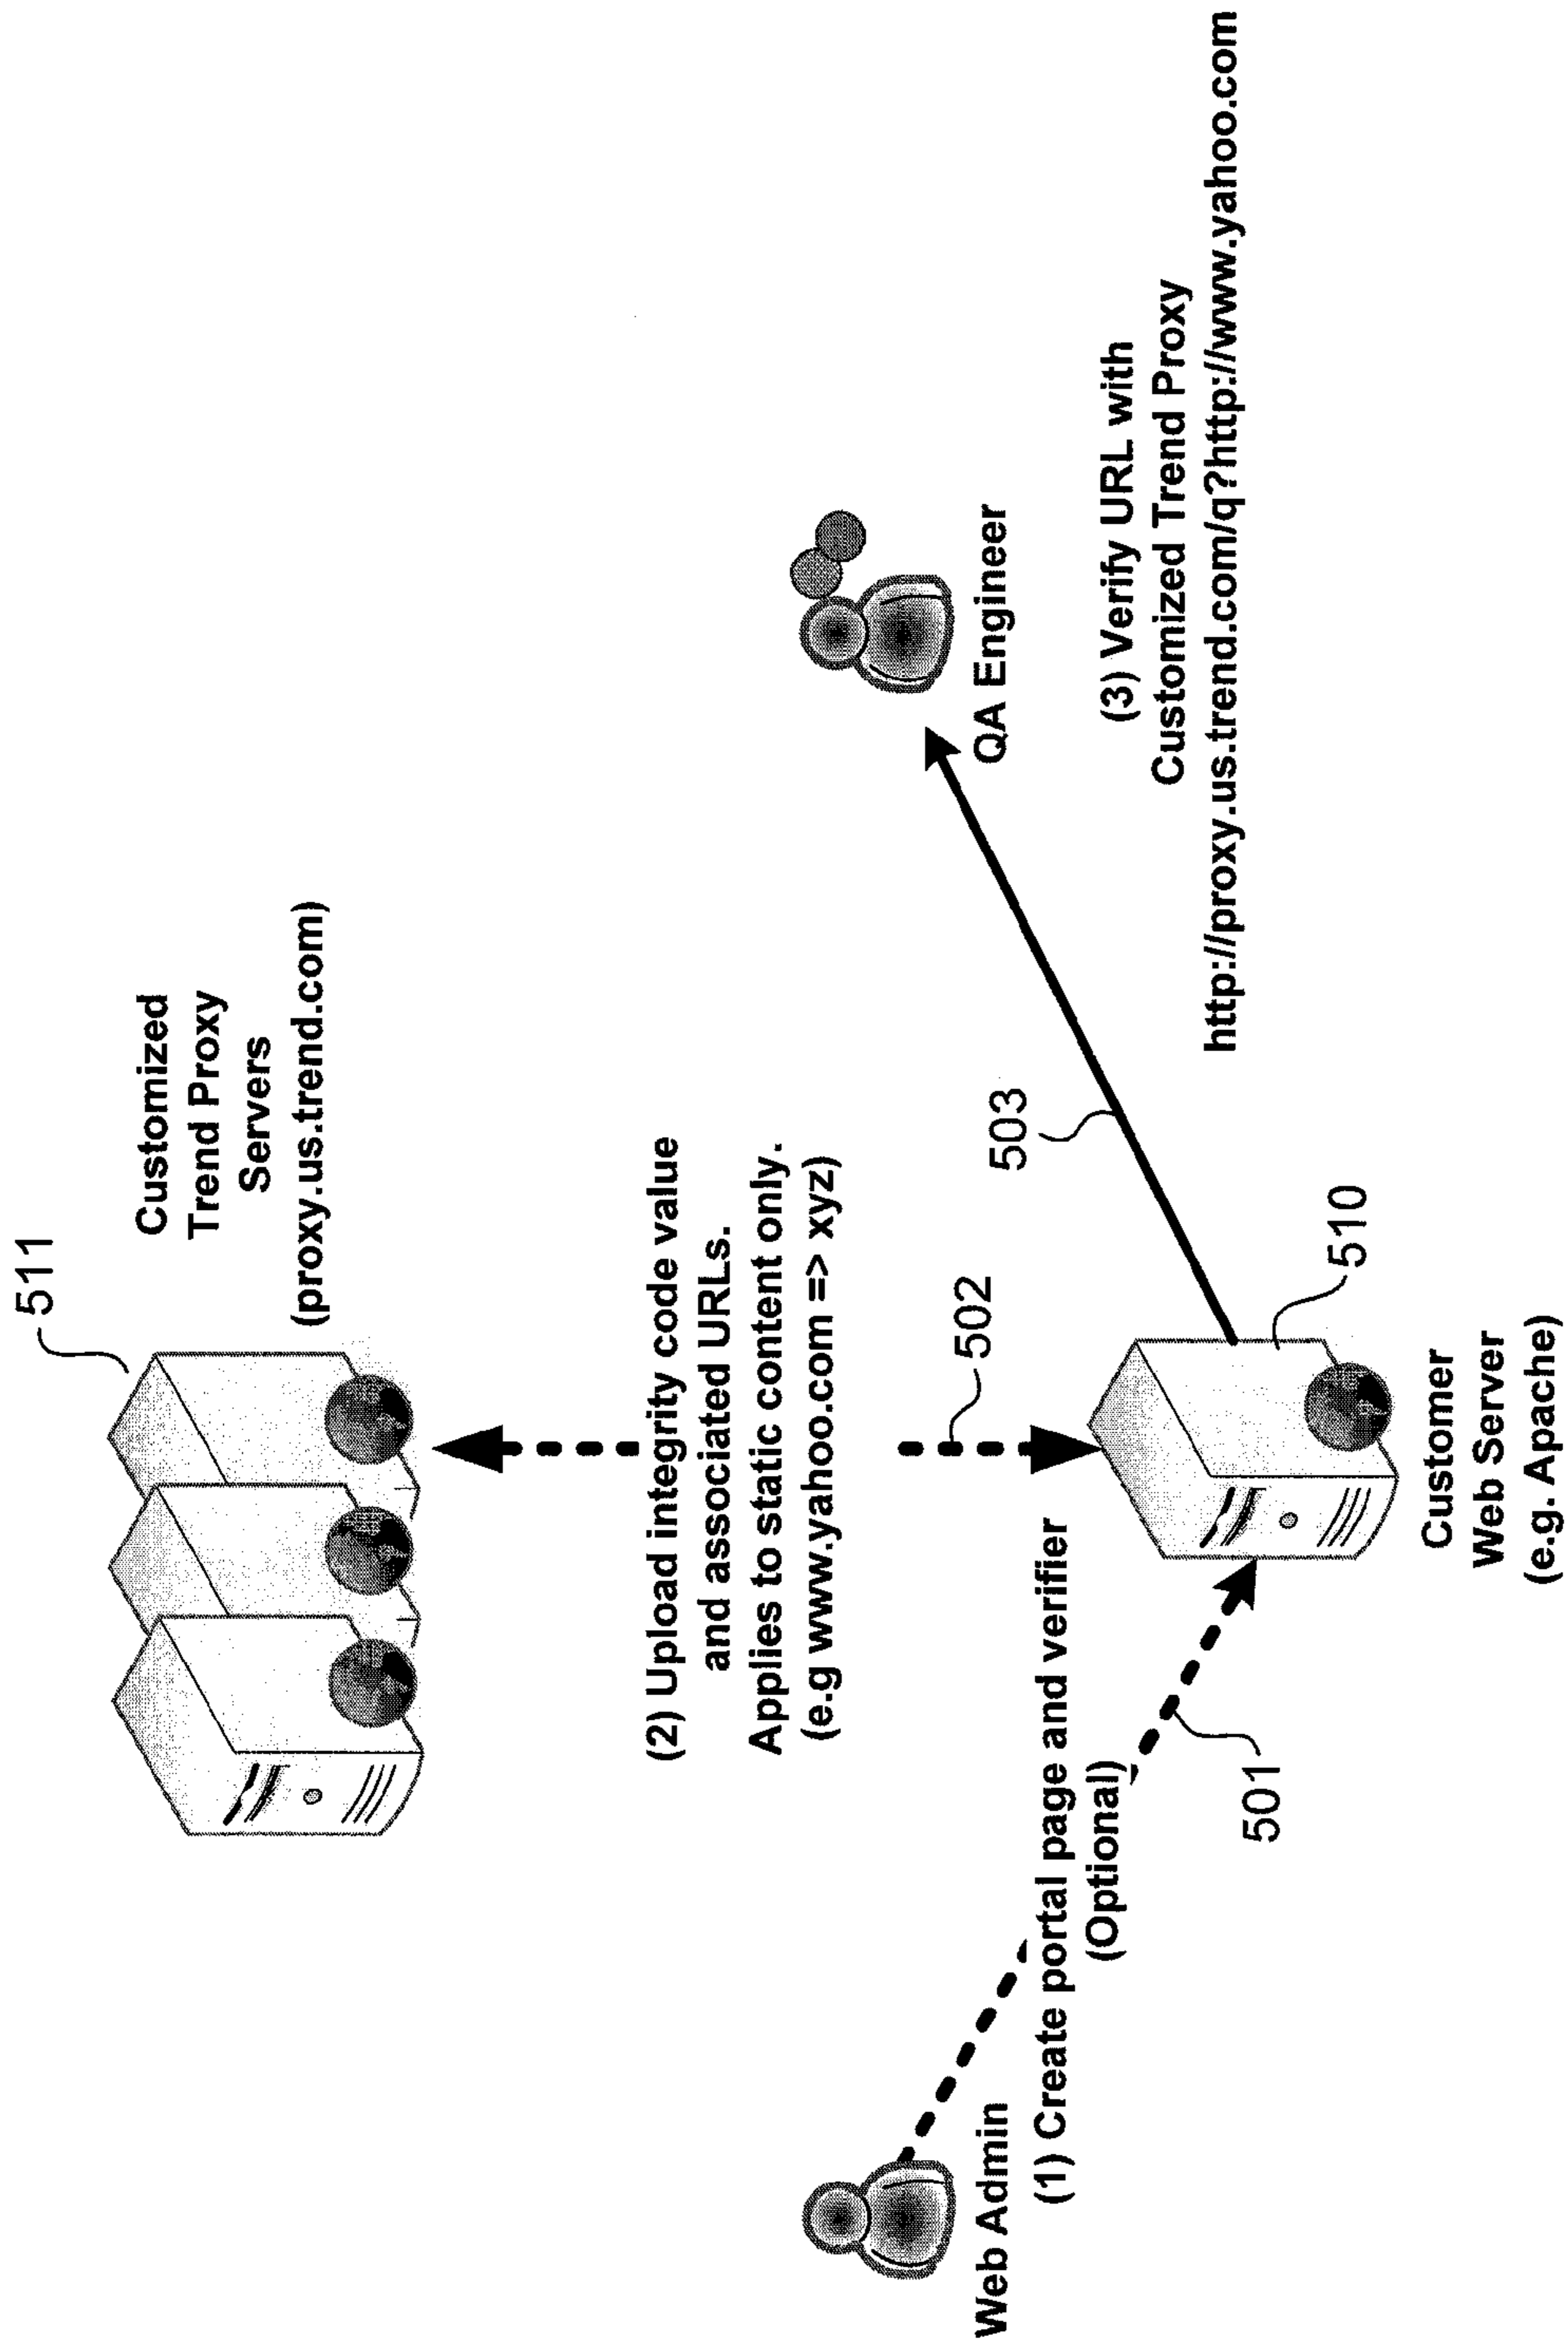 511
Customized
Trend Proxy
Servers
(proxy.us.trend.com)
(2) Upload integrity code value
and associated URLs.
Applies to static content only.
(e.g www.yahoo.com => xyz)
502
503
QA Engineer
(3) Verify URL with
Customized Trend Proxy
http://proxy.us.trend.com/q?http://www.yahoo.com
Web Admin
(1) Create portal page and verifier
(Optional)
501
510
Customer
Web Server
(e.g. Apache)